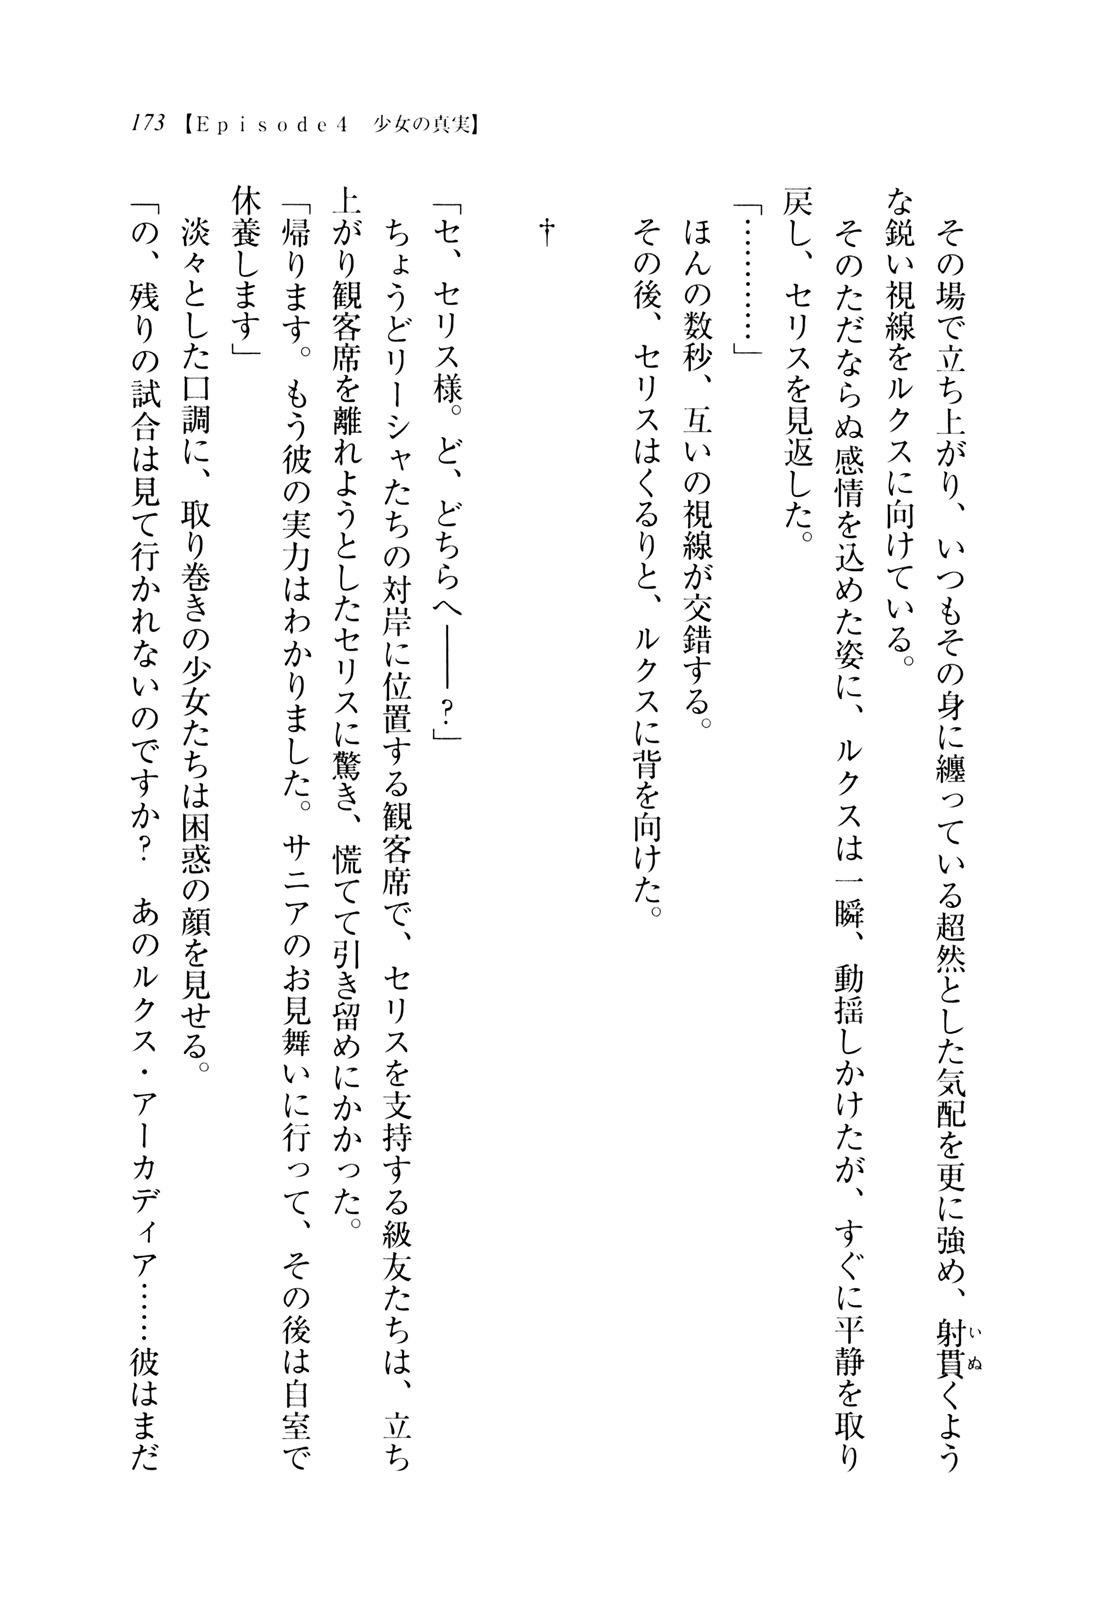 173 【Episode4　少女の真実】
　その場で立ち上がり、いつもその身に纏っている超然とした気配を更に強め、射貫くよう
な鋭い視線をルクスに向けている。
　そのただならぬ感情を込めた姿に、ルクスは一瞬、動揺しかけたが、すぐに平静を取り
戻し、セリスを見返した。
「…………」
　ほんの数秒、互いの視線が交錯する。
　その後、セリスはくるりと、ルクスに背を向けた。
†
「セ、セリス様。ど、どちらへ――？」
　ちょうどリーシャたちの対岸に位置する観客席で、セリスを支持する級友たちは、立ち
上がり観客席を離れようとしたセリスに驚き、慌てて引き留めにかかった。
「帰ります。もう彼の実力はわかりました。サニアのお見舞いに行って、その後は自室で
休養します」
　淡々とした口調に、取り巻きの少女たちは困惑の顔を見せる。
「の、残りの試合は見て行かれないのですか？　あのルクス・アーカディア……彼はまだ
いぬ